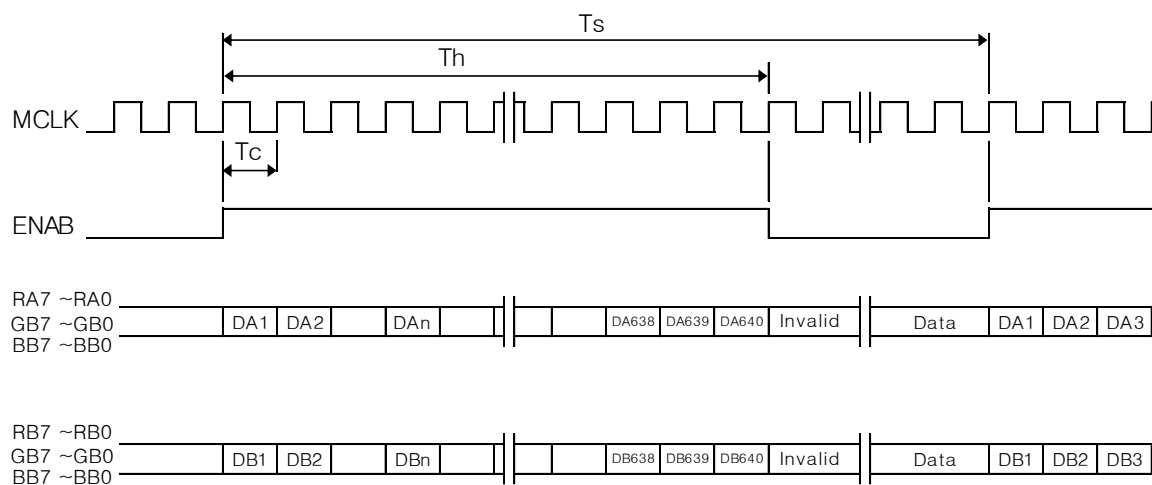 Ts
Th
MCLK
Tc
ENAB
RA7 ~RA0
GB7 ~GB0
BB7 ~BB0
DA1 DA2 DAn DA638 DA639 DA640 Invalid Data DA1 DA2 DA3
RB7 ~RB0
GB7 ~GB0
BB7 ~BB0
DB1 DB2 DBn DB638 DB639 DB640 Invalid Data DB1 DB2 DB3